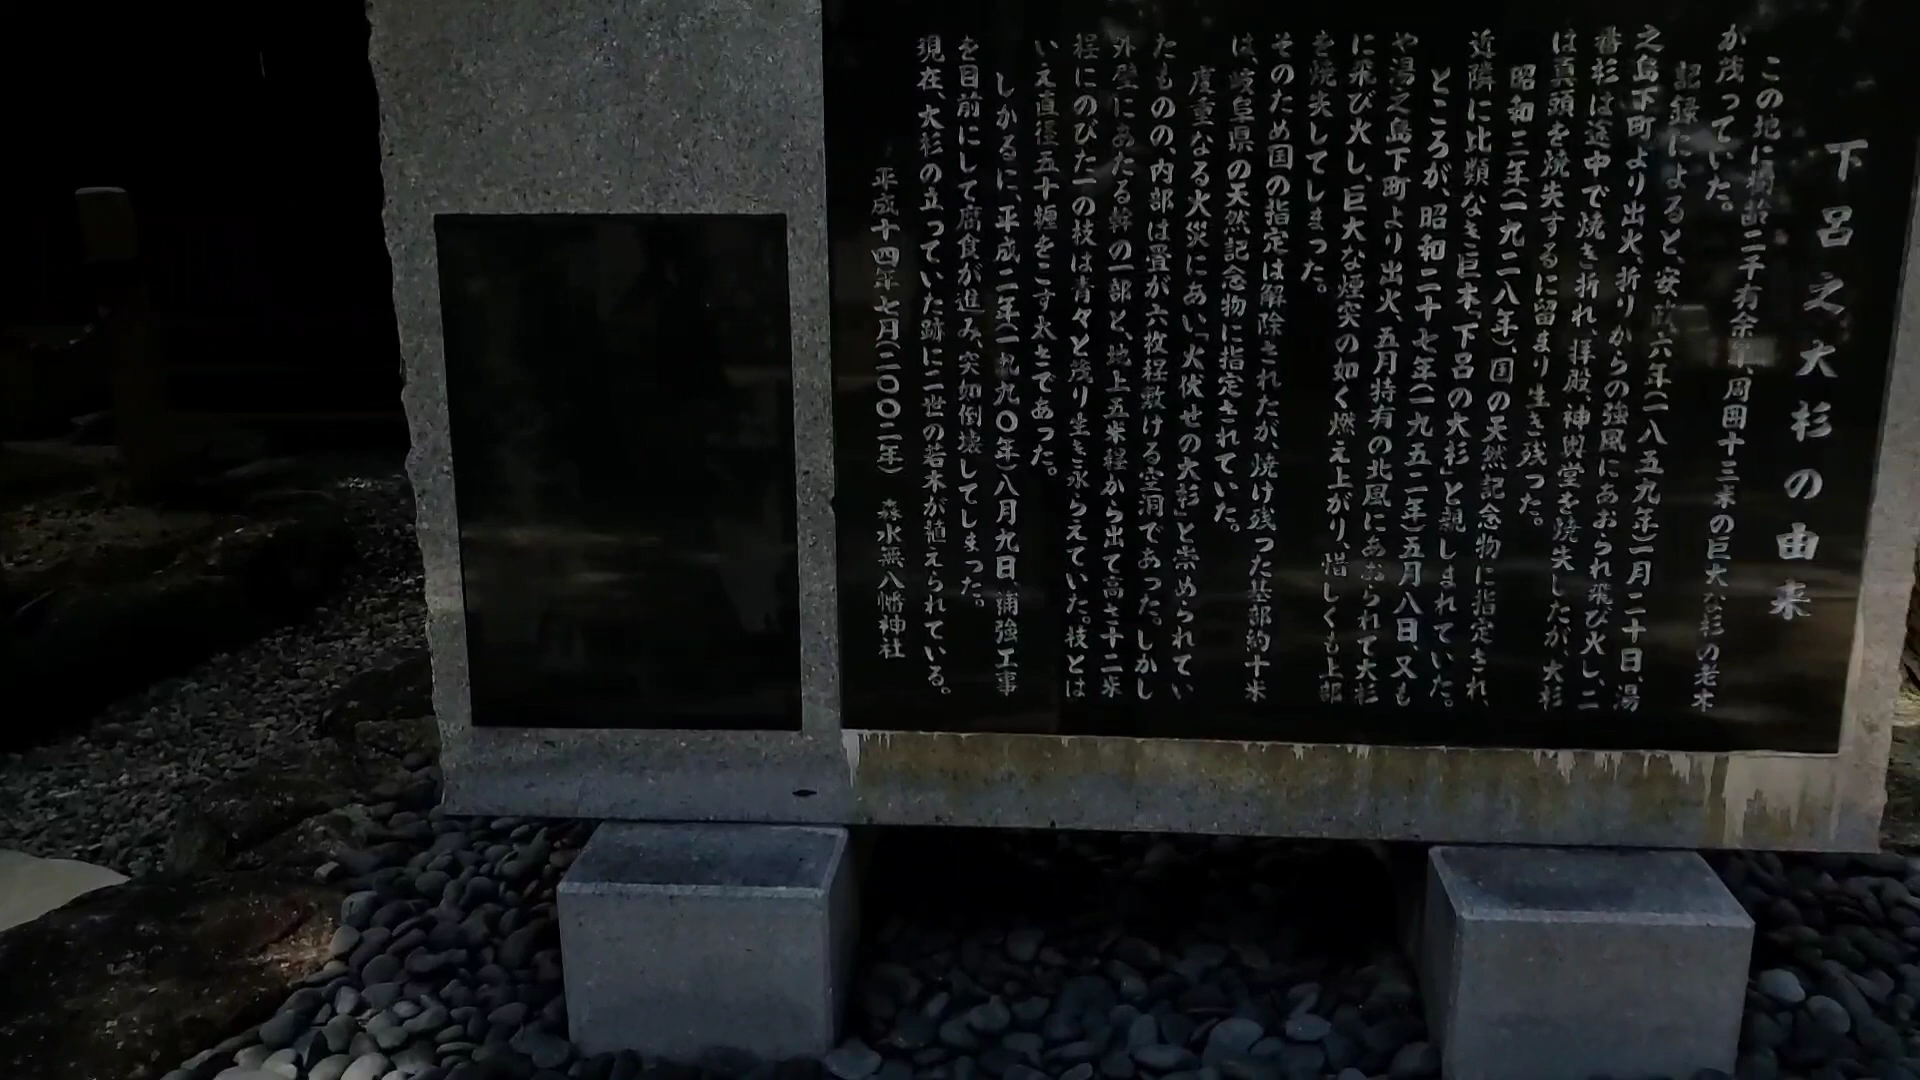 下呂之大杉の由来
この地に樹齢二千有余年、周囲十三米の巨大な杉の老木
が茂っていた。
記録によると、安政六年(一八五九年)一月二十日、湯
之島下町より出火、折りからの強風にあおられ飛び火し、二
番杉は途中で焼き折れ、拝殿、神輿堂を焼失したが、大杉
は真頭を焼失するに留まり生き残った。
昭和三年(一九二八年)、国の天然記念物に指定され、
近隣に比類なき巨木「下呂の大杉」と親しまれていた。
ところが、昭和二十七年(一九五二年)五月八日、又も
や湯之島下町より出火、五月特有の北風にあおられて大杉
に飛び火し、巨大な煙突の如く燃え上がり、惜しくも上部
を焼失してしまった。
そのため国の指定は解除されたが、焼け残った基部約十米
は、岐阜県の天然記念物に指定されていた。
度重なる火災にあい、「火伏せの大杉」と崇められてい
たものの、内部は畳が六枚程敷ける空洞であった。しかし
外壁にあたる幹の一部と、地上五米程から出て高さ十二米
程にのびた一の枝は青々と茂り生き永らえていた。枝とは
いえ直径五十糎をこす太さであった。
しかるに、平成二年(一九九〇年)八月九日、補強工事
を目前にして腐食が進み、突如倒壊してしまった。
現在、大杉の立っていた跡に二世の若木が植えられている。
平成十四年七月(二〇〇二年) 森水無八幡神社